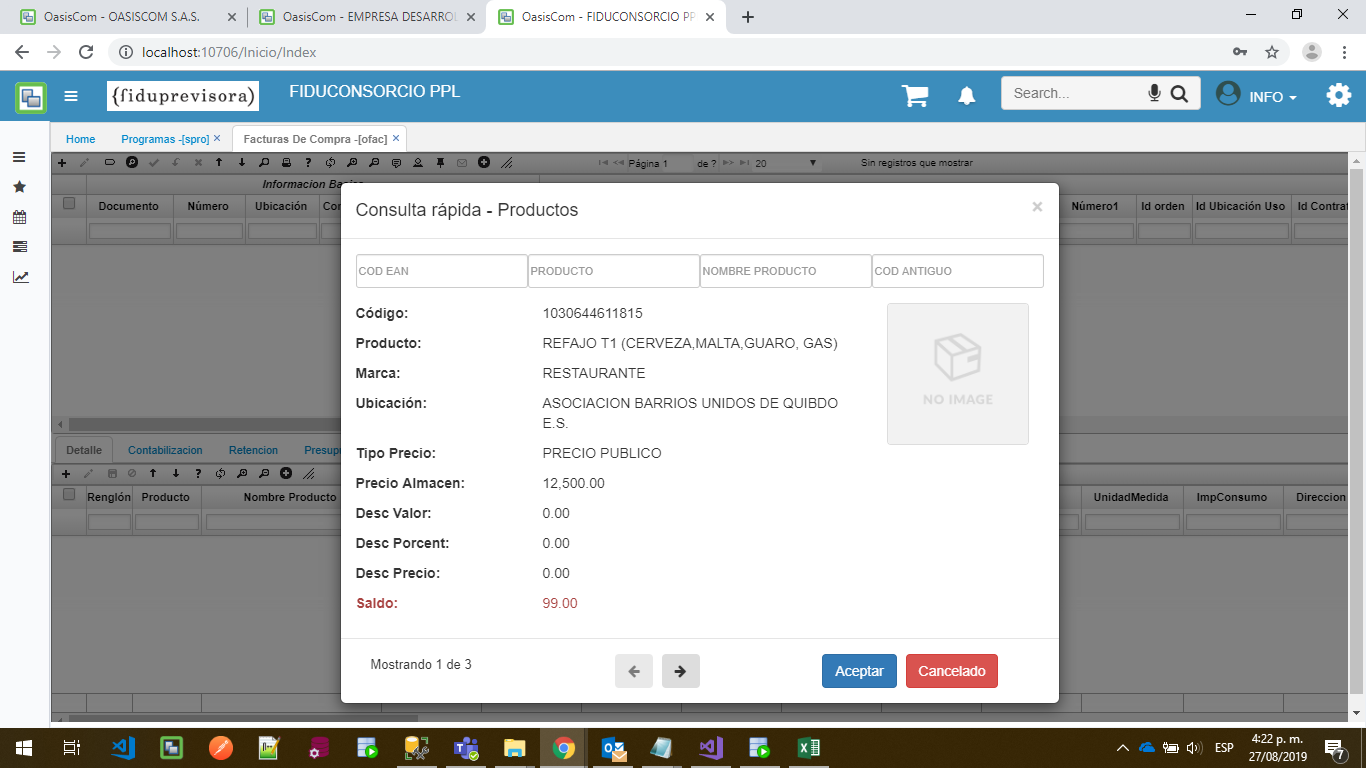 OasisCom - OASISCOM S.A.S.
OasisCom - EMPRESA DESARROL
OasisCom - FIDUCONSORCIO PP
localhost:10706/Inicio/Index
{fiduprevisora}
FIDUCONSORCIO PPL
Search...
INFO
Home
Programas -[spro]
Facturas De Compra -[ofac]
Página 1 de ? 20
Sin registros que mostrar
Informacion Basica
Documento Número Ubicación Con Número1 Id orden Id Ubicación Uso Id Contrat
Consulta rápida - Productos
COD EAN PRODUCTO NOMBRE PRODUCTO COD ANTIGUO
Código: 1030644611815
Producto: REFAJO T1 (CERVEZA,MALTA,GUARO, GAS)
Marca: RESTAURANTE
Ubicación: ASOCIACION BARRIOS UNIDOS DE QUIBDO
E.S.
Tipo Precio: PRECIO PUBLICO
Precio Almacen: 12,500.00
Desc Valor: 0.00
Desc Porcent: 0.00
Desc Precio: 0.00
Saldo: 99.00
NO IMAGE
Mostrando 1 de 3
Aceptar
Cancelado
Detalle Contabilizacion Retencion Presup
Renglón Producto Nombre Producto UnidadMedida ImpConsumo Direccion
ESP
4:22 p. m.
27/08/2019
7